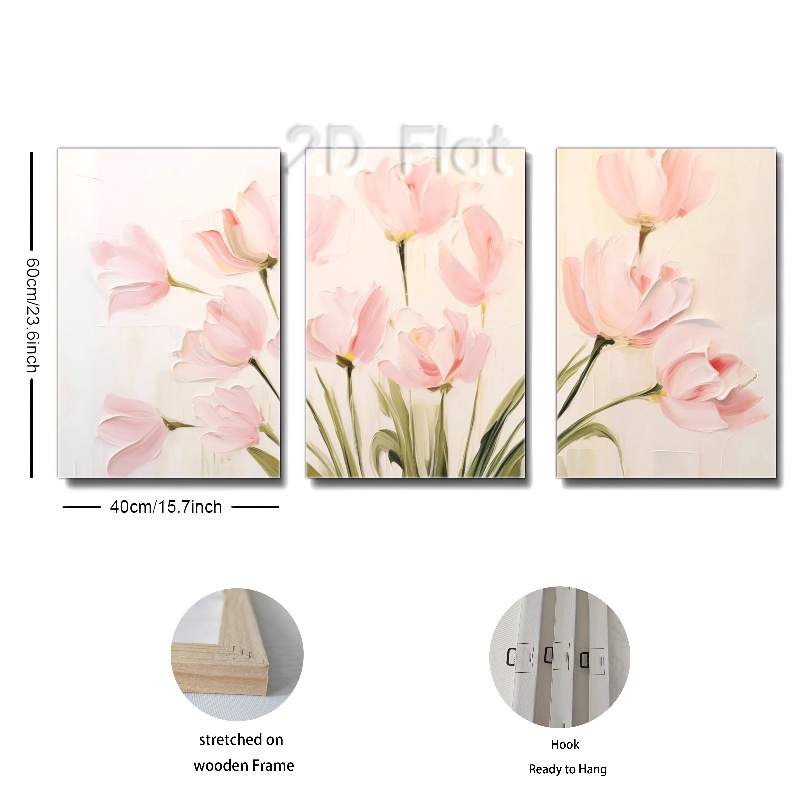 2D Flat
60cm/23.6inch
40cm/15.7inch
stretched on
wooden Frame
Hook
Ready to Hang